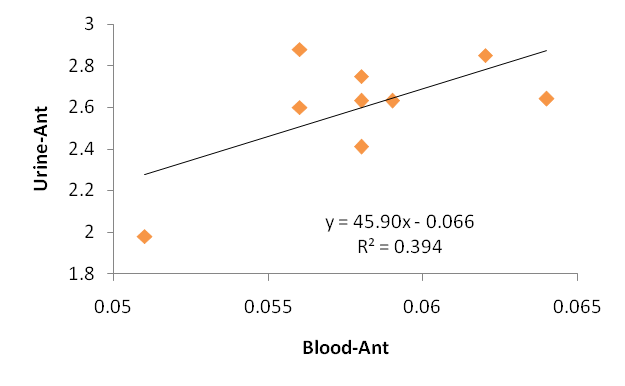 3
2.8
2.6
2.4
2.2
2
1.8
Urine-Ant
y = 45.90x - 0.066
R² = 0.394
0.05 0.055 0.06 0.065
Blood-Ant